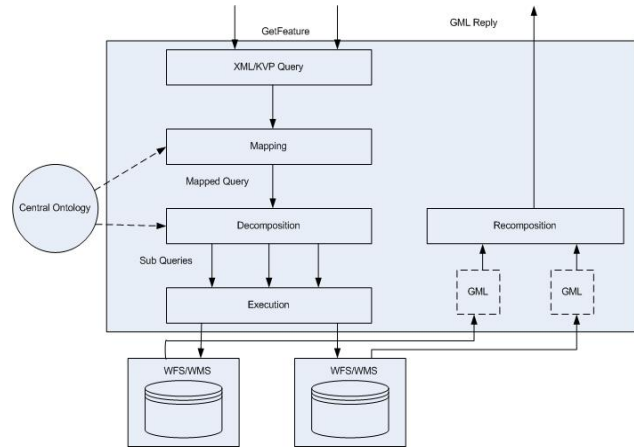 GetFeature
GML Reply
XML/KVP Query
Mapping
Mapped Query
Central Ontology
Decomposition
Recomposition
Sub Queries
GML
GML
Execution
WFS/WMS
WFS/WMS